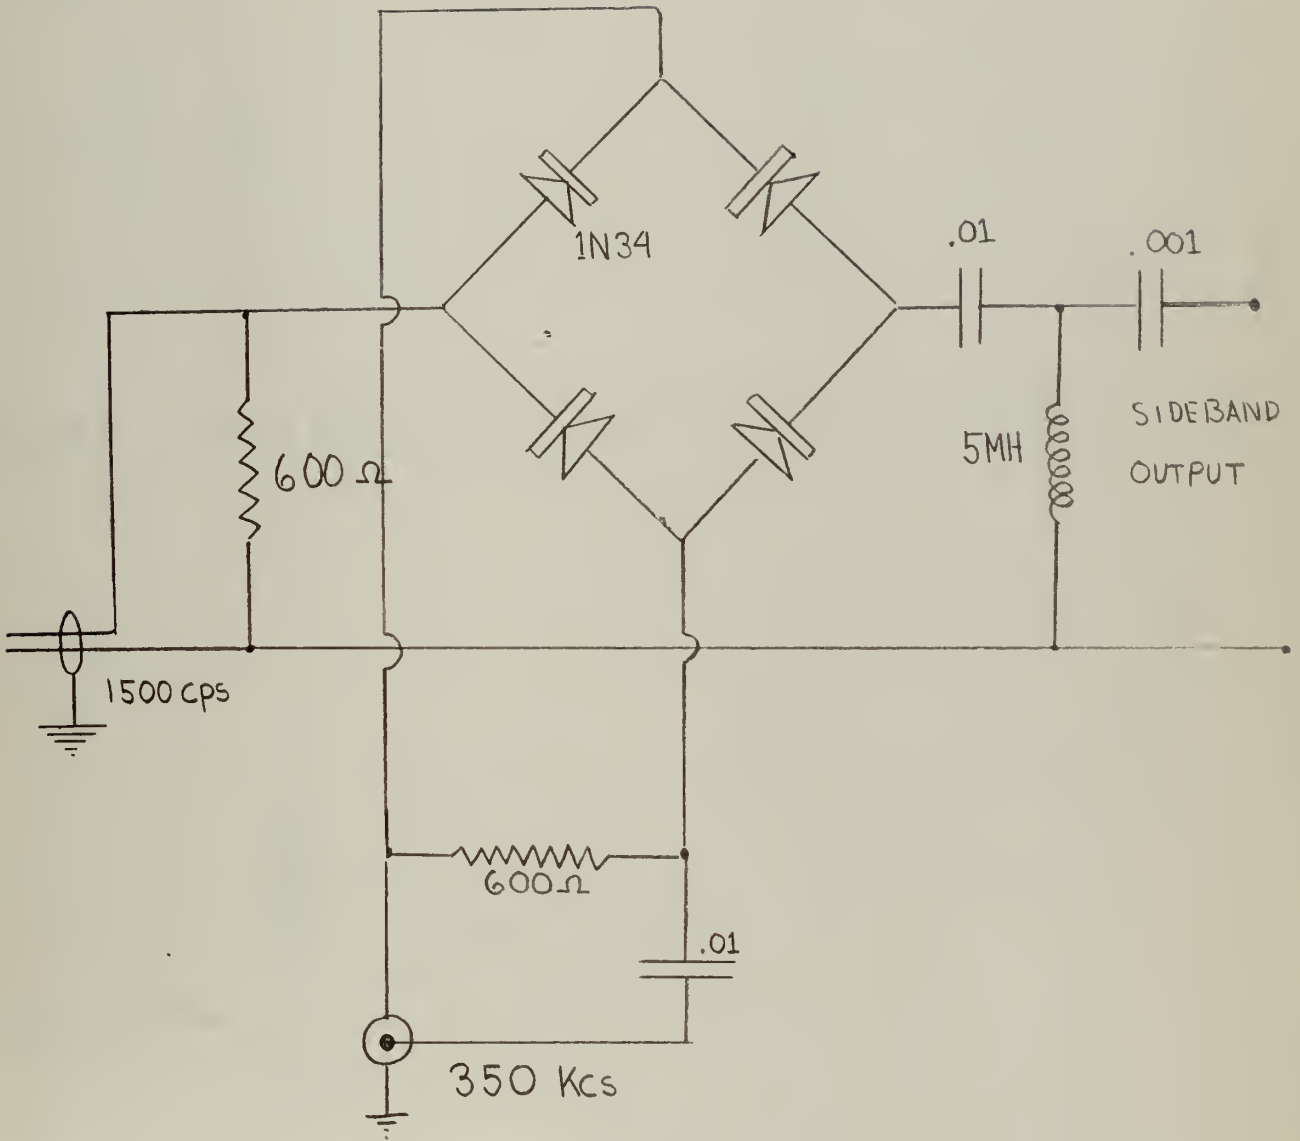 1N34
.01
.001
600 Ω
5MH
SIDEBAND
OUTPUT
1500 cps
600Ω
.01
350 Kcs